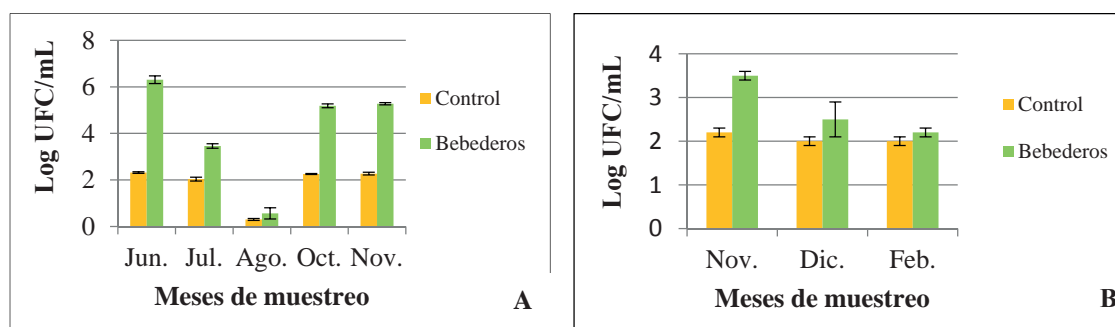 Log UFC/mL
8
6
4
2
0
Jun. Jul. Ago. Oct. Nov.
Meses de muestreo
Control
Bebederos
A
Log UFC/mL
4
3
2
1
0
Nov. Dic. Feb.
Meses de muestreo
Control
Bebederos
B